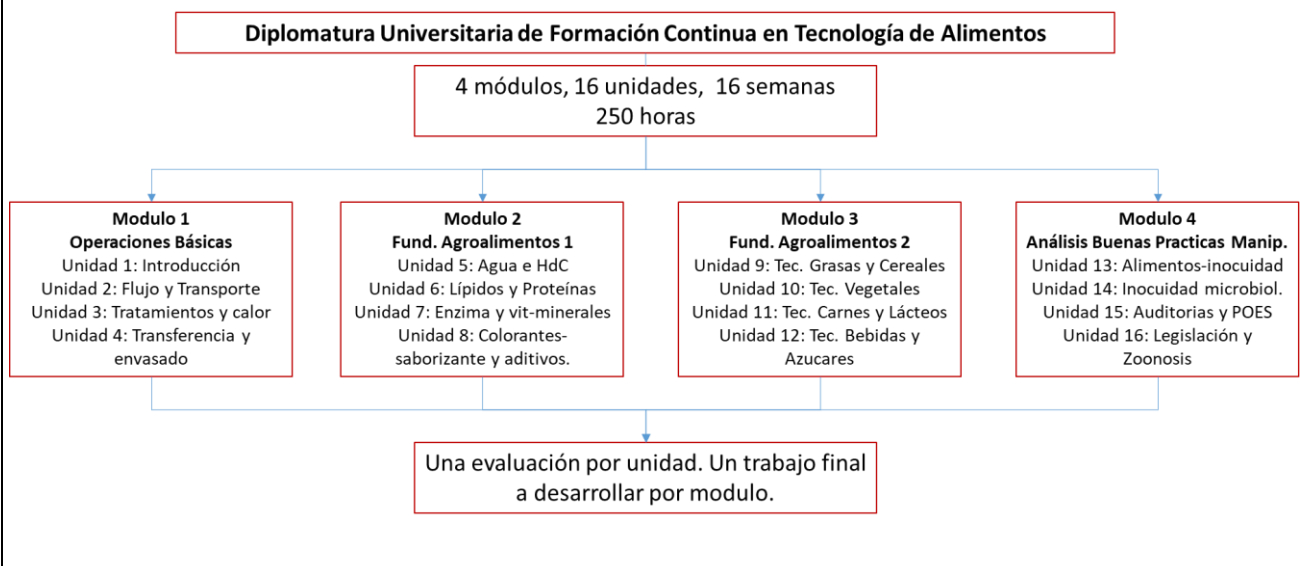 Diplomatura Universitaria de Formación Continua en Tecnología de Alimentos
4 módulos, 16 unidades, 16 semanas
250 horas
Modulo 1
Operaciones Básicas
Unidad 1: Introducción
Unidad 2: Flujo y Transporte
Unidad 3: Tratamientos y calor
Unidad 4: Transferencia y
envasado
Modulo 2
Fund. Agroalimentos 1
Unidad 5: Agua e HdC
Unidad 6: Lípidos y Proteínas
Unidad 7: Enzima y vit-minerales
Unidad 8: Colorantes-
saborizante y aditivos.
Modulo 3
Fund. Agroalimentos 2
Unidad 9: Tec. Grasas y Cereales
Unidad 10: Tec. Vegetales
Unidad 11: Tec. Carnes y Lácteos
Unidad 12: Tec. Bebidas y
Azucares
Modulo 4
Análisis Buenas Practicas Manip.
Unidad 13: Alimentos-inocuidad
Unidad 14: Inocuidad microbiol.
Unidad 15: Auditorias y POES
Unidad 16: Legislación y
Zoonosis
Una evaluación por unidad. Un trabajo final
a desarrollar por modulo.